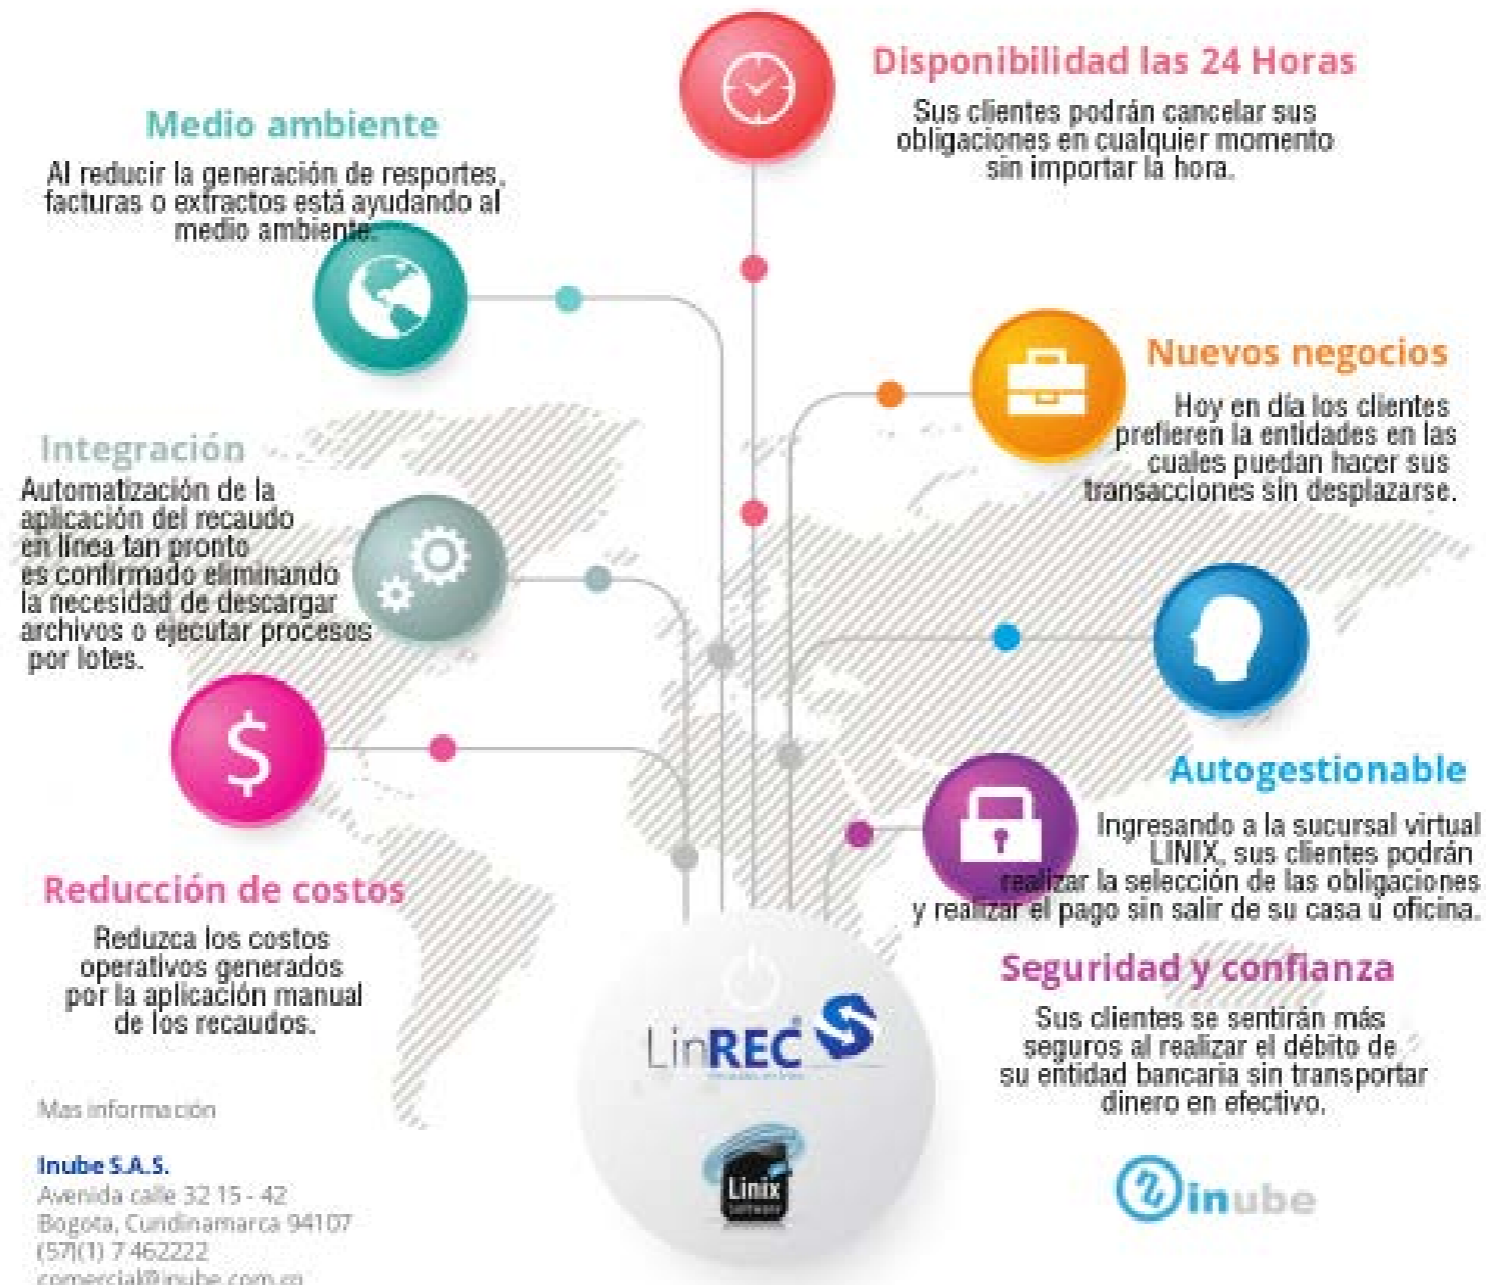 Disponibilidad las 24 Horas
Sus clientes podrán cancelar sus
obligaciones en cualquier momento
sin importar la hora.
Medio ambiente
Al reducir la generación de resportes,
facturas o extractos está ayudando al
medio ambiente.
Nuevos negocios
Hoy en día los clientes
prefieren la entidades en las
cuales puedan hacer sus
transacciones sin desplazarse.
Integración
Automatización de la
aplicación del recaudo
en línea tan pronto
es confirmado eliminando
la necesidad de descargar
archivos o ejecutar procesos
por lotes.
$
Autogestionable
Ingresando a la sucursal virtual
LINIX, sus clientes podrán
realizar la selección de las obligaciones
y realizar el pago sin salir de su casa u oficina.
Reducción de costos
Reduzca los costos
operativos generados
por la aplicación manual
de los recaudos.
Seguridad y confianza
Sus clientes se sentirán más
seguros al realizar el débito de
su entidad bancaria sin transportar
dinero en efectivo.
LinREC® S
Linix
Software
Mas información
Inube S.A.S.
Avenida calle 32 15 - 42
Bogota, Cundinamarca 94107
(57)(1) 7462222
comercial@inube.com.co
inube